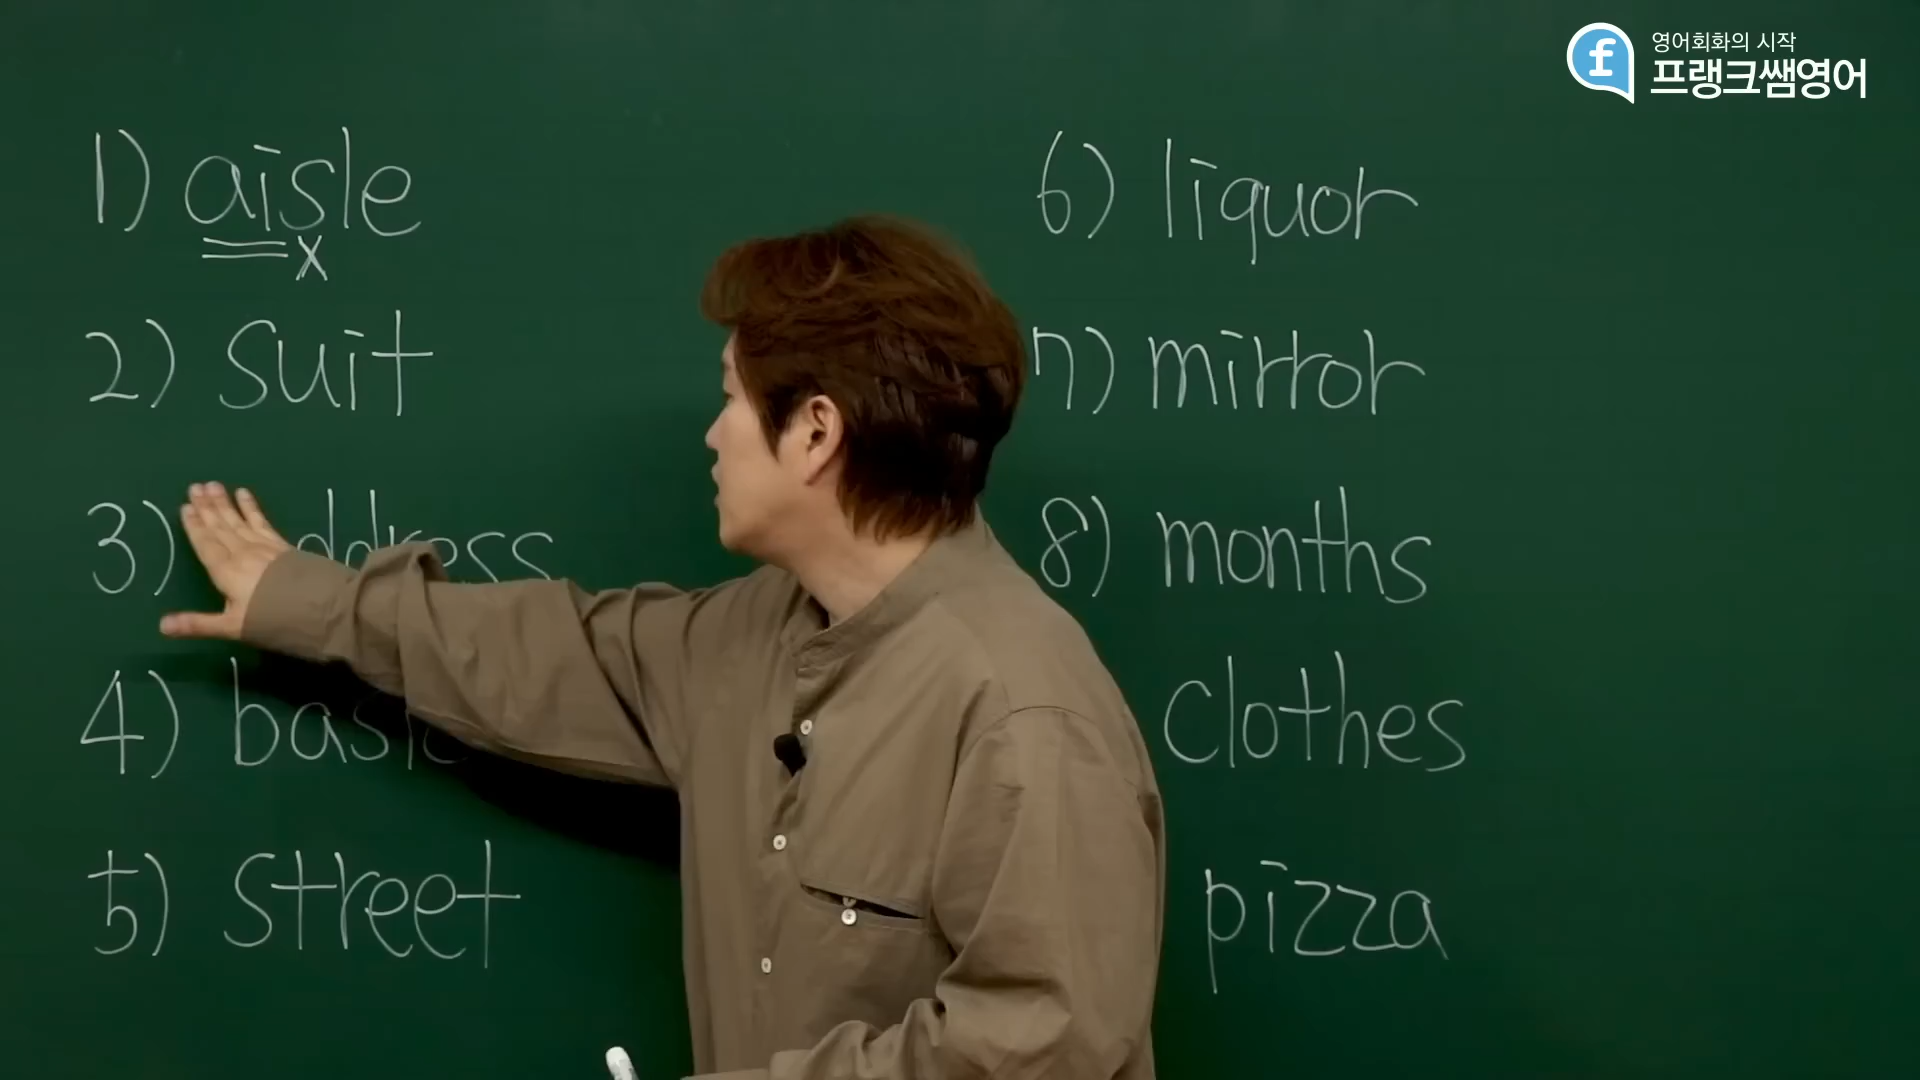 영어회화의 시작
프랭크쌤영어
1) aisle
x
2) suit
3) address
4) basic
5) street
6) liquor
7) mirror
8) months
clothes
pizza